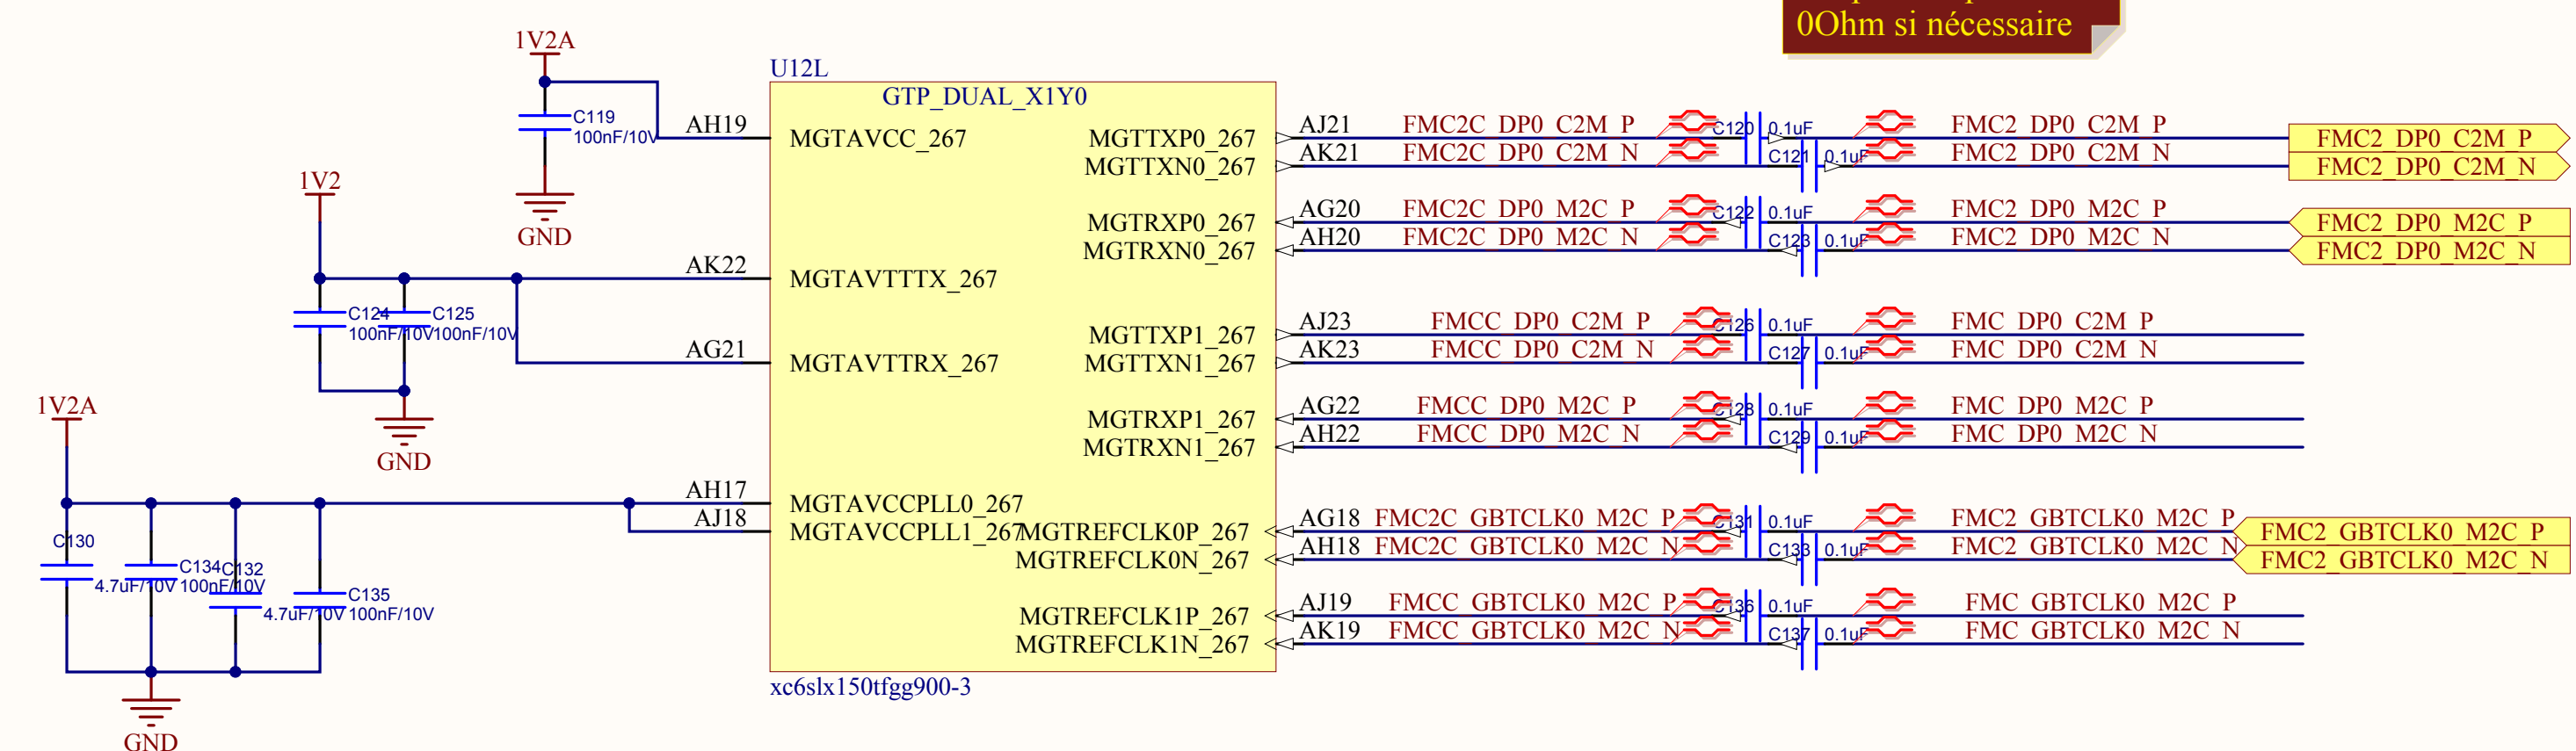 0Ohm si nécessaire
1V2A
C119
100nF/10V
GND
1V2
C124
100nF/10V
C125
100nF/10V
GND
1V2A
C130
4.7uF/10V
C134
100nF/10V
C132
4.7uF/10V
C135
100nF/10V
GND
U12L
GTP_DUAL_X1Y0
AH19 MGTAVCC_267
AK22 MGTAVTTTX_267
AG21 MGTAVTTRX_267
AH17 MGTAVCCPLL0_267
AJ18 MGTAVCCPLL1_267
MGTTXP0_267 AJ21 FMC2C_DP0_C2M_P C120 0.1uF FMC2_DP0_C2M_P FMC2_DP0_C2M_P
MGTTXN0_267 AK21 FMC2C_DP0_C2M_N C121 0.1uF FMC2_DP0_C2M_N FMC2_DP0_C2M_N
MGTRXP0_267 AG20 FMC2C_DP0_M2C_P C122 0.1uF FMC2_DP0_M2C_P FMC2_DP0_M2C_P
MGTRXN0_267 AH20 FMC2C_DP0_M2C_N C123 0.1uF FMC2_DP0_M2C_N FMC2_DP0_M2C_N
MGTTXP1_267 AJ23 FMCC_DP0_C2M_P C126 0.1uF FMC_DP0_C2M_P
MGTTXN1_267 AK23 FMCC_DP0_C2M_N C127 0.1uF FMC_DP0_C2M_N
MGTRXP1_267 AG22 FMCC_DP0_M2C_P C128 0.1uF FMC_DP0_M2C_P
MGTRXN1_267 AH22 FMCC_DP0_M2C_N C129 0.1uF FMC_DP0_M2C_N
MGTREFCLK0P_267 AG18 FMC2C_GBTCLK0_M2C_P C131 0.1uF FMC2_GBTCLK0_M2C_P FMC2_GBTCLK0_M2C_P
MGTREFCLK0N_267 AH18 FMC2C_GBTCLK0_M2C_N C133 0.1uF FMC2_GBTCLK0_M2C_N FMC2_GBTCLK0_M2C_N
MGTREFCLK1P_267 AJ19 FMCC_GBTCLK0_M2C_P C136 0.1uF FMC_GBTCLK0_M2C_P
MGTREFCLK1N_267 AK19 FMCC_GBTCLK0_M2C_N C137 0.1uF FMC_GBTCLK0_M2C_N
xc6slx150tfgg900-3